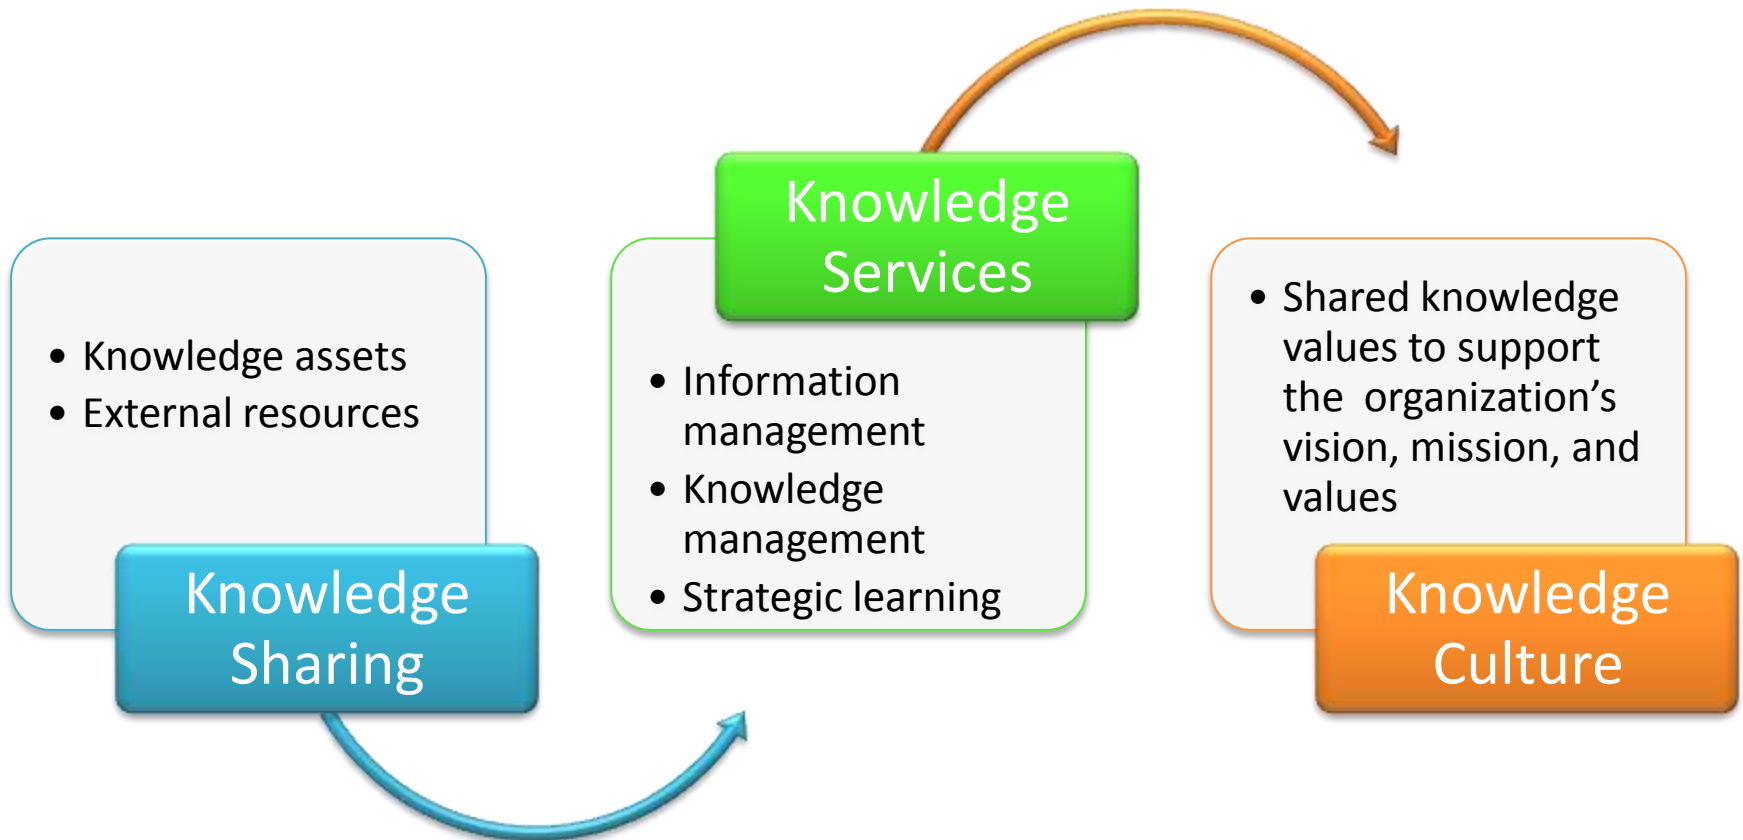 • Knowledge assets
• External resources
Knowledge
Sharing
Knowledge
Services
• Information
management
• Knowledge
management
• Strategic learning
• Shared knowledge
values to support
the  organization’s
vision, mission, and
values
Knowledge
Culture